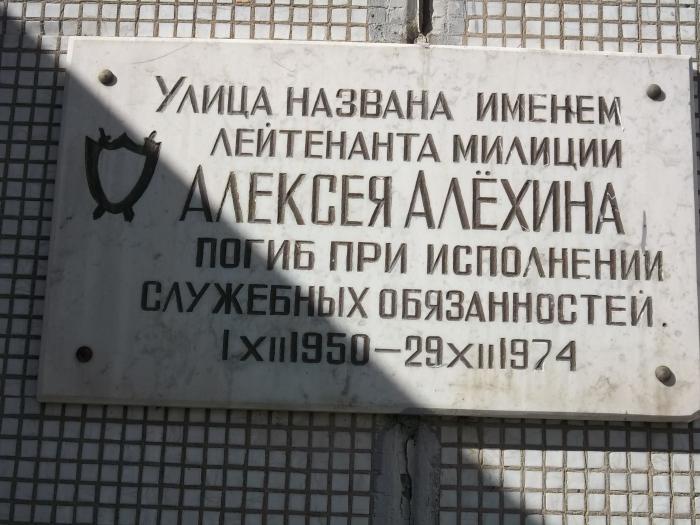 УЛИЦА НАЗВАНА ИМЕНЕМ
ЛЕЙТЕНАНТА МИЛИЦИИ
АЛЕКСЕЯ АЛЁХИНА
ПОГИБ ПРИ ИСПОЛНЕНИИ
СЛУЖЕБНЫХ ОБЯЗАННОСТЕЙ
1 XII 1950 – 29 XII 1974